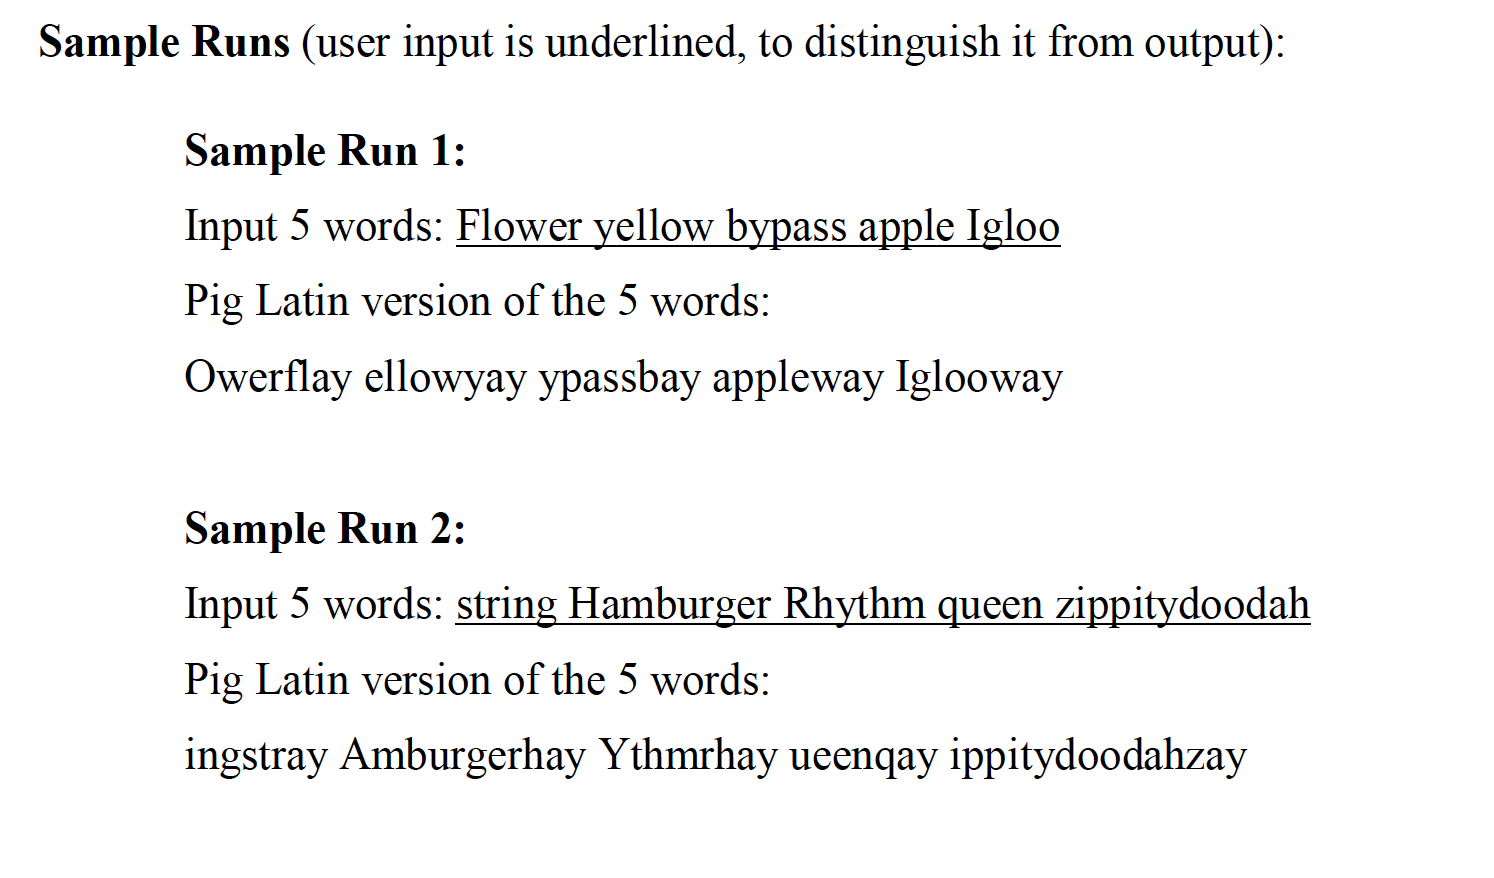 Sample Runs (user input is underlined, to distinguish it from output):
Sample Run 1:
Input 5 words: Flower yellow bypass apple Igloo
Pig Latin version of the 5 words:
Owerflay ellowyay ypassbay appleway Iglooway
Sample Run 2:
Input 5 words: string Hamburger Rhythm queen zippitydoodah
Pig Latin version of the 5 words:
ingstray Amburgerhay Ythmrhay ueenqay ippitydoodahzay